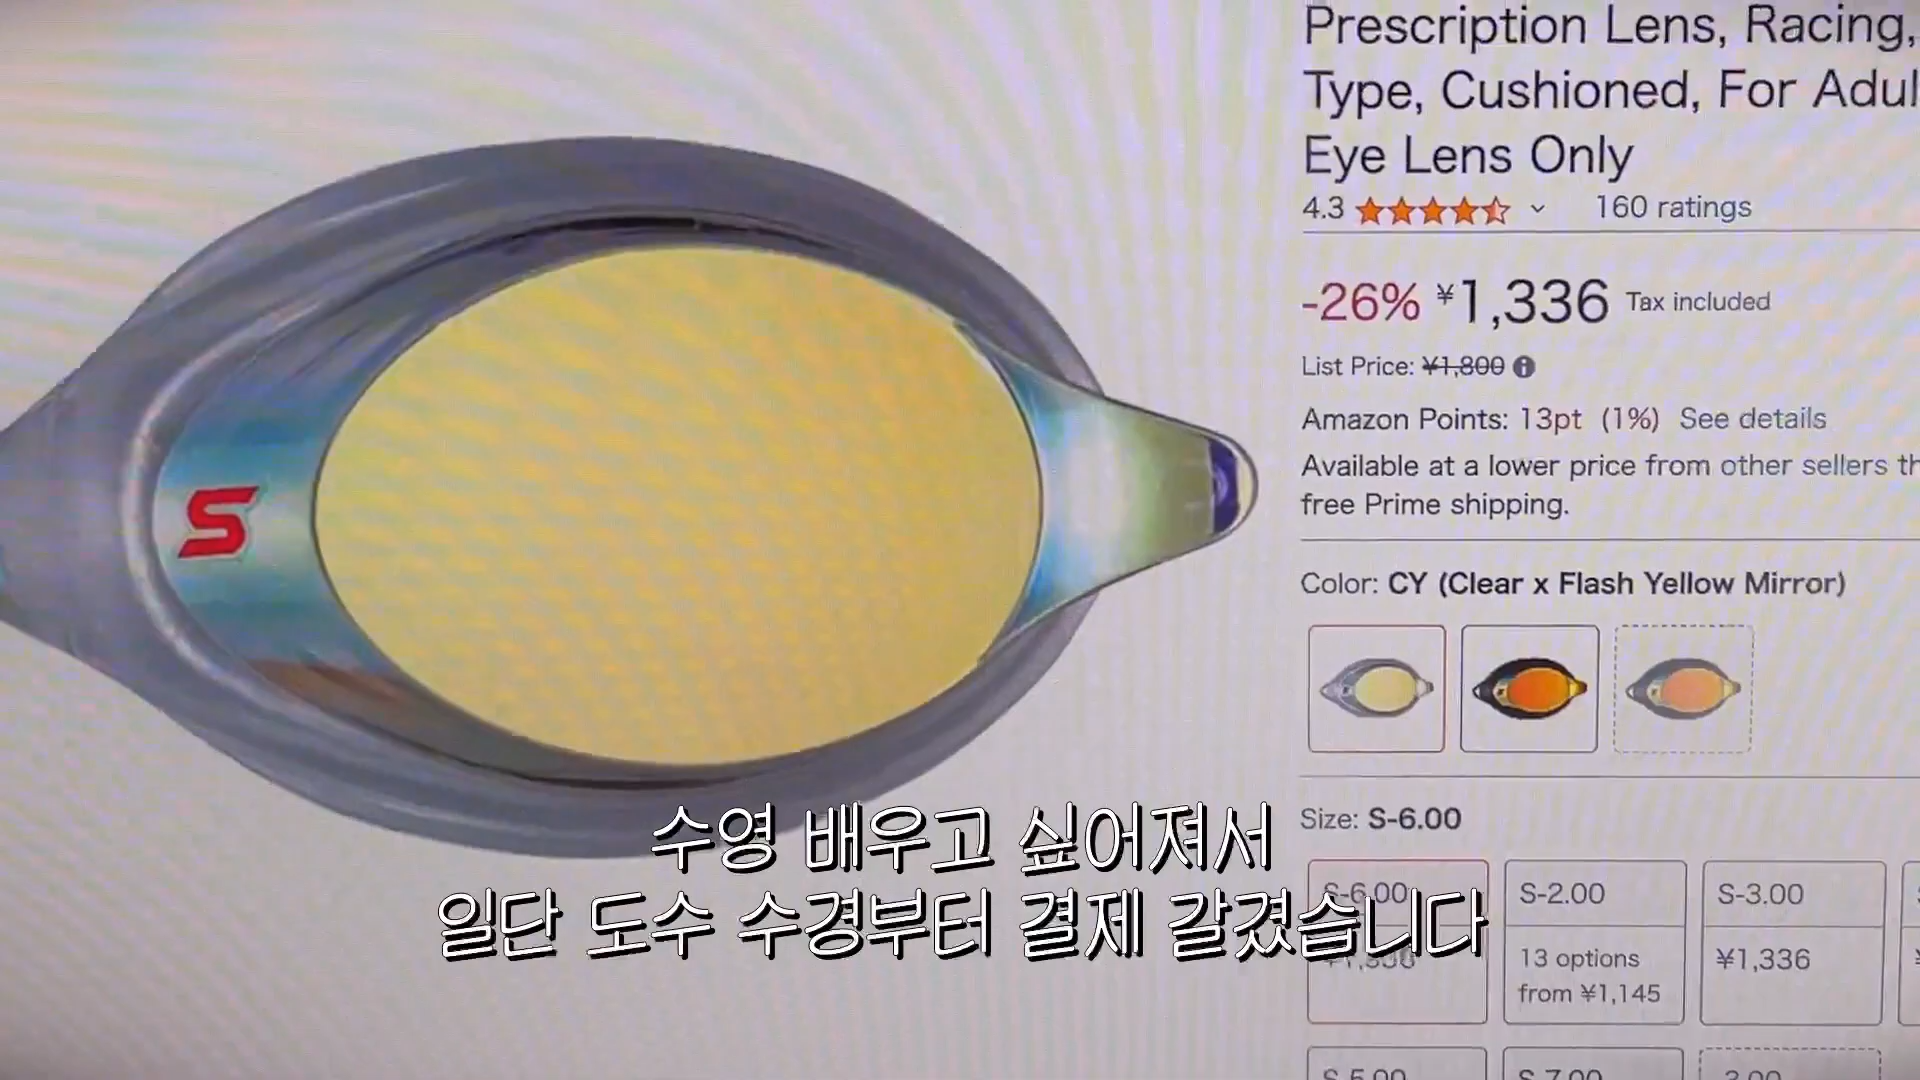 Prescription Lens, Racing,
Type, Cushioned, For
Eye Lens Only
4.3 160 ratings
-26% ¥1,336 Tax included
List Price: ¥1,800
Amazon Points: 13pt (1%) See details
Available at a lower price from other sellers
free Prime shipping.
Color: CY (Clear x Flash Yellow Mirror)
S
Size: S-6.00
수영 배우고 싶어져서
일단 도수 수경부터 결제 갈겼습니다
S-6.00 S-2.00 S-3.00
13 options ¥1,336
from ¥1,145